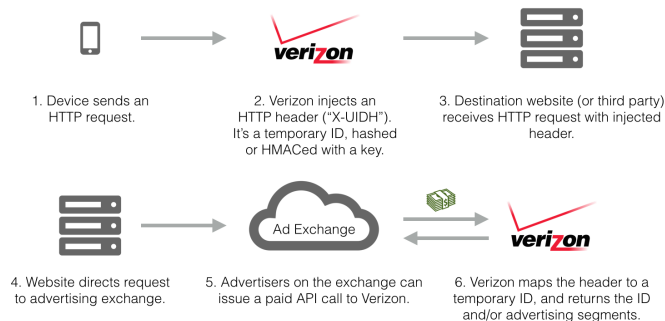 verizon
1. Device sends an
HTTP request.
2. Verizon injects an
HTTP header ("X-UIDH").
It's a temporary ID, hashed
or HMACed with a key.
3. Destination website (or third party)
receives HTTP request with injected
header.
Ad Exchange
$
verizon
4. Website directs request
to advertising exchange.
5. Advertisers on the exchange can
issue a paid API call to Verizon.
6. Verizon maps the header to a
temporary ID, and returns the ID
and/or advertising segments.